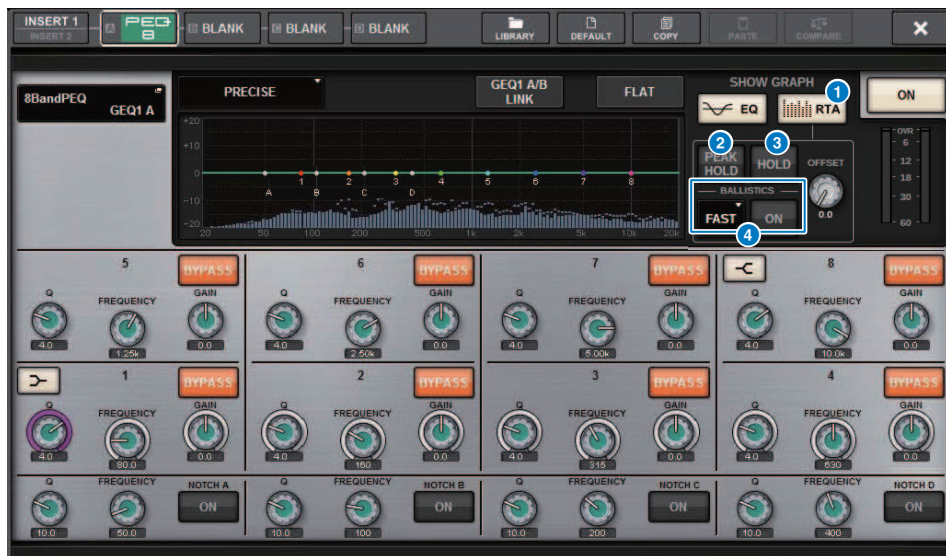 INSERT 1
INSERT 2
A
PEQ
8
B BLANK
C BLANK
D BLANK
LIBRARY
DEFAULT
COPY
PASTE
COMPARE
×
8BandPEQ
GEQ1 A
PRECISE
GEQ1 A/B
LINK
FLAT
SHOW GRAPH
EQ
RTA
1
ON
+20
+10
0
-10
-20
1 2 3 4 5 6 7 8
A B C D
20 50 100 200 500 1k 2k 5k 10k 20k
2
3
PEAK
HOLD
HOLD
OFFSET
0.0
BALLISTICS
FAST
ON
4
OVR
6
12
18
30
60
5
BYPASS
Q
FREQUENCY
GAIN
4.0
1.25k
0.0
6
BYPASS
Q
FREQUENCY
GAIN
4.0
2.50k
0.0
7
BYPASS
Q
FREQUENCY
GAIN
4.0
5.00k
0.0
8
BYPASS
Q
FREQUENCY
GAIN
4.0
10.0k
0.0
1
BYPASS
Q
FREQUENCY
GAIN
4.0
80.0
0.0
2
BYPASS
Q
FREQUENCY
GAIN
4.0
160
0.0
3
BYPASS
Q
FREQUENCY
GAIN
4.0
315
0.0
4
BYPASS
Q
FREQUENCY
GAIN
4.0
630
0.0
Q
FREQUENCY
NOTCH A
ON
10.0
50.0
Q
FREQUENCY
NOTCH B
ON
10.0
100
Q
FREQUENCY
NOTCH C
ON
10.0
200
Q
FREQUENCY
NOTCH D
ON
10.0
400